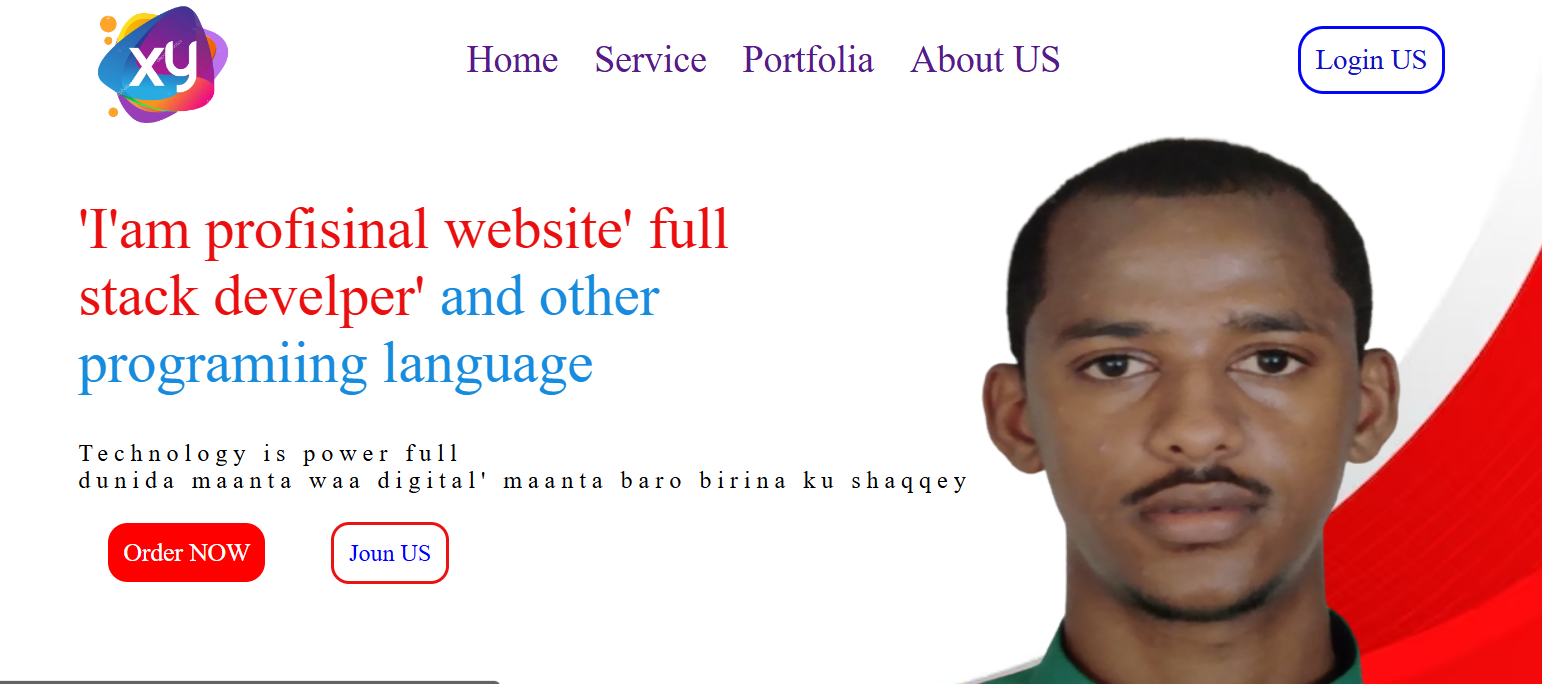 xy
Home Service Portfolia About US
Login US
'I'am profisinal website' full
stack develper' and other
programiing language
Technology is power full
dunida maanta waa digital' maanta baro birina ku shaqqey
Order NOW
Joun US